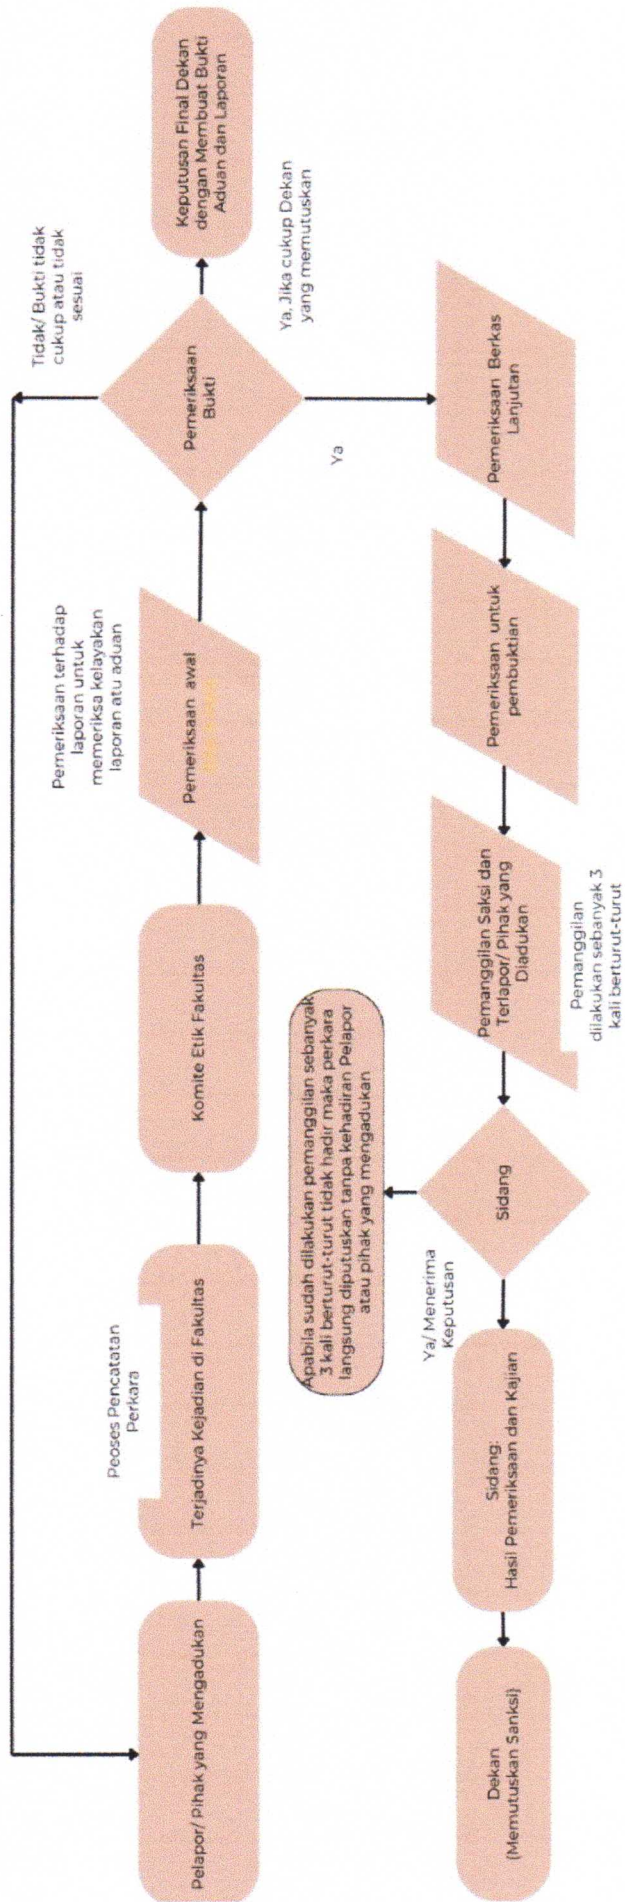 Pelapor/ Pihak yang Mengadukan
Peoses Pencatatan
Perkara
Terjadinya Kejadian di Fakultas
Komite Etik Fakultas
Pemeriksaan terhadap
laporan untuk
memeriksa kelayakan
laporan atu aduan
Pemeriksaan awal
Pemeriksaan
Bukti
Tidak/ Bukti tidak
cukup atau tidak
sesuai
Keputusan Final Dekan
dengan Membuat Bukti
Aduan dan Laporan
Ya, Jika cukup Dekan
yang memutuskan
Ya
Pemeriksaan Berkas
Lanjutan
Pemeriksaan untuk
pembuktian
Pemanggilan Saksi dan
Terlapor/ Pihak yang
Diadukan
Pemanggilan
dilakukan sebanyak 3
kali berturut-turut
Sidang
Apabila sudah dilakukan pemanggilan sebanyak
3 kali berturut-turut tidak hadir maka perkara
langsung diputuskan tanpa kehadiran Pelapor
atau pihak yang mengadukan
Ya/ Menerima
Keputusan
Sidang:
Hasil Pemeriksaan dan Kajian
Dekan
(Memutuskan Sanksi)